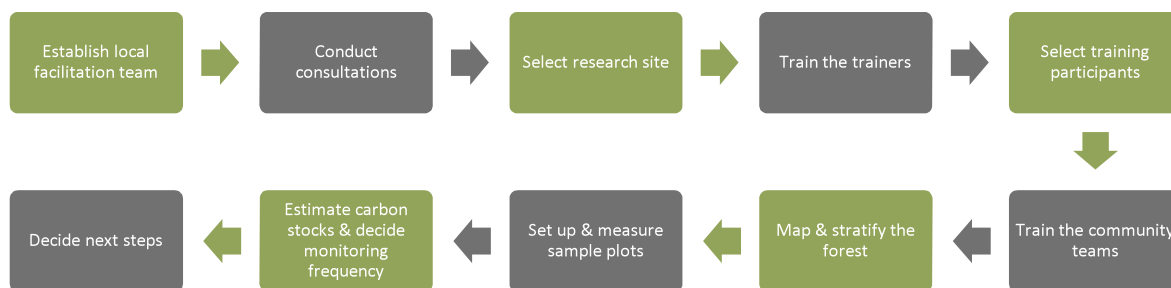 Establish local
facilitation team
Conduct
consultations
Select research site
Train the trainers
Select training
participants
Train the community
teams
Map & stratify the
forest
Set up & measure
sample plots
Estimate carbon
stocks & decide
monitoring
frequency
Decide next steps